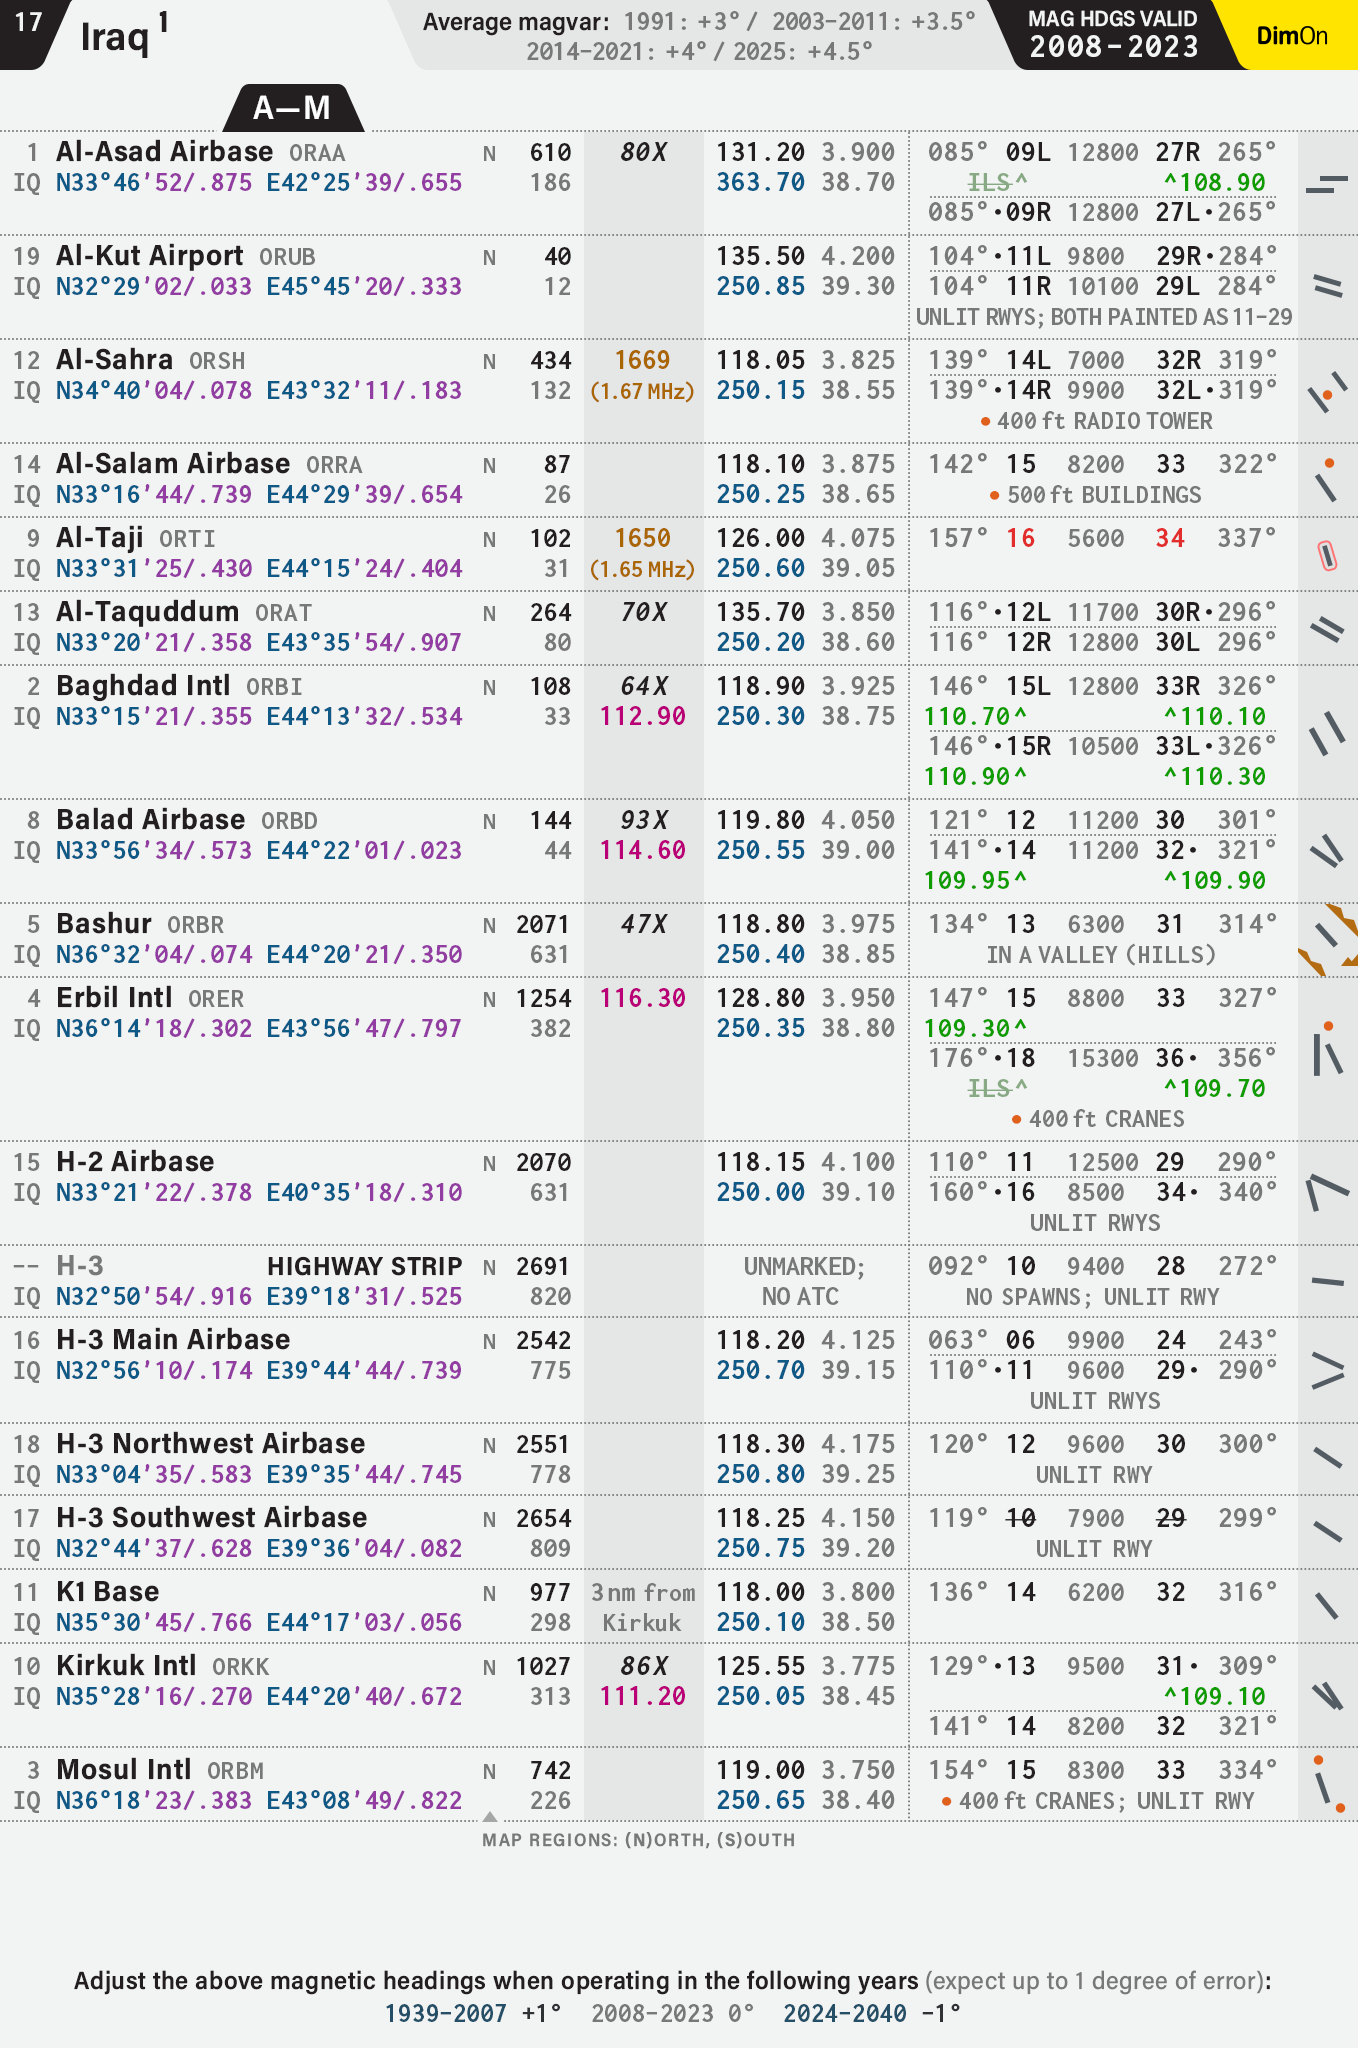 17 Iraq 1 Average magvar: 1991: +3° / 2003–2011: +3.5° MAG HDGS VALID DimOn
2014–2021: +4° / 2025: +4.5° 2008–2023
A—M
1 Al-Asad Airbase ORAA N 610 80X 131.20 3.900 085° 09L 12800 27R 265°
IQ N33°46'52/.875 E42°25'39/.655 186 363.70 38.70 ILS^ ^108.90
085°·09R 12800 27L·265°
19 Al-Kut Airport ORUB N 40 135.50 4.200 104°·11L 9800 29R·284°
IQ N32°29'02/.033 E45°45'20/.333 12 250.85 39.30 104° 11R 10100 29L 284°
UNLIT RWYS; BOTH PAINTED AS 11–29
12 Al-Sahra ORSH N 434 1669 118.05 3.825 139° 14L 7000 32R 319°
IQ N34°40'04/.078 E43°32'11/.183 132 (1.67 MHz) 250.15 38.55 139°·14R 9900 32L·319°
• 400 ft RADIO TOWER
14 Al-Salam Airbase ORRA N 87 118.10 3.875 142° 15 8200 33 322°
IQ N33°16'44/.739 E44°29'39/.654 26 250.25 38.65 • 500 ft BUILDINGS
9 Al-Taji ORTI N 102 1650 126.00 4.075 157° 16 5600 34 337°
IQ N33°31'25/.430 E44°15'24/.404 31 (1.65 MHz) 250.60 39.05
13 Al-Taquddum ORAT N 264 70X 135.70 3.850 116°·12L 11700 30R·296°
IQ N33°20'21/.358 E43°35'54/.907 80 250.20 38.60 116° 12R 12800 30L 296°
2 Baghdad Intl ORBI N 108 64X 118.90 3.925 146° 15L 12800 33R 326°
IQ N33°15'21/.355 E44°13'32/.534 33 112.90 250.30 38.75 110.70^ ^110.10
146°·15R 10500 33L·326°
110.90^ ^110.30
8 Balad Airbase ORBD N 144 93X 119.80 4.050 121° 12 11200 30 301°
IQ N33°56'34/.573 E44°22'01/.023 44 114.60 250.55 39.00 141°·14 11200 32· 321°
109.95^ ^109.90
5 Bashur ORBR N 2071 47X 118.80 3.975 134° 13 6300 31 314°
IQ N36°32'04/.074 E44°20'21/.350 631 250.40 38.85 IN A VALLEY (HILLS)
4 Erbil Intl ORER N 1254 116.30 128.80 3.950 147° 15 8800 33 327°
IQ N36°14'18/.302 E43°56'47/.797 382 250.35 38.80 109.30^
176°·18 15300 36· 356°
ILS^ ^109.70
• 400 ft CRANES
15 H-2 Airbase N 2070 118.15 4.100 110° 11 12500 29 290°
IQ N33°21'22/.378 E40°35'18/.310 631 250.00 39.10 160°·16 8500 34· 340°
UNLIT RWYS
-- H-3 HIGHWAY STRIP N 2691 UNMARKED; 092° 10 9400 28 272°
IQ N32°50'54/.916 E39°18'31/.525 820 NO ATC NO SPAWNS; UNLIT RWY
16 H-3 Main Airbase N 2542 118.20 4.125 063° 06 9900 24 243°
IQ N32°56'10/.174 E39°44'44/.739 775 250.70 39.15 110°·11 9600 29· 290°
UNLIT RWYS
18 H-3 Northwest Airbase N 2551 118.30 4.175 120° 12 9600 30 300°
IQ N33°04'35/.583 E39°35'44/.745 778 250.80 39.25 UNLIT RWY
17 H-3 Southwest Airbase N 2654 118.25 4.150 119° 10 7900 29 299°
IQ N32°44'37/.628 E39°36'04/.082 809 250.75 39.20 UNLIT RWY
11 K1 Base N 977 3 nm from 118.00 3.800 136° 14 6200 32 316°
IQ N35°30'45/.766 E44°17'03/.056 298 Kirkuk 250.10 38.50
10 Kirkuk Intl ORKK N 1027 86X 125.55 3.775 129°·13 9500 31· 309°
IQ N35°28'16/.270 E44°20'40/.672 313 111.20 250.05 38.45 ^109.10
141° 14 8200 32 321°
3 Mosul Intl ORBM N 742 119.00 3.750 154° 15 8300 33 334°
IQ N36°18'23/.383 E43°08'49/.822 226 250.65 38.40 • 400 ft CRANES; UNLIT RWY
MAP REGIONS: (N)ORTH, (S)OUTH
Adjust the above magnetic headings when operating in the following years (expect up to 1 degree of error):
1939–2007 +1° 2008–2023 0° 2024–2040 −1°